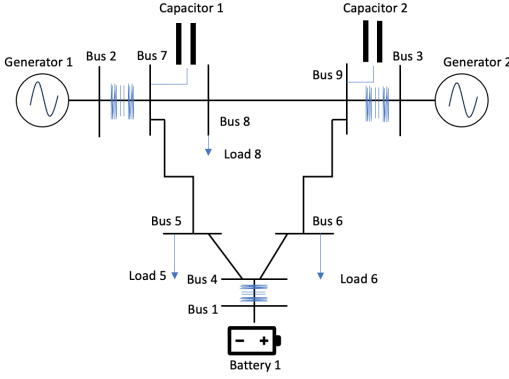 Capacitor 1
Capacitor 2
Generator 1
Bus 2
Bus 7
Bus 9
Bus 3
Generator 2
Bus 8
Load 8
Bus 5
Bus 6
Load 5
Bus 4
Load 6
Bus 1
Battery 1